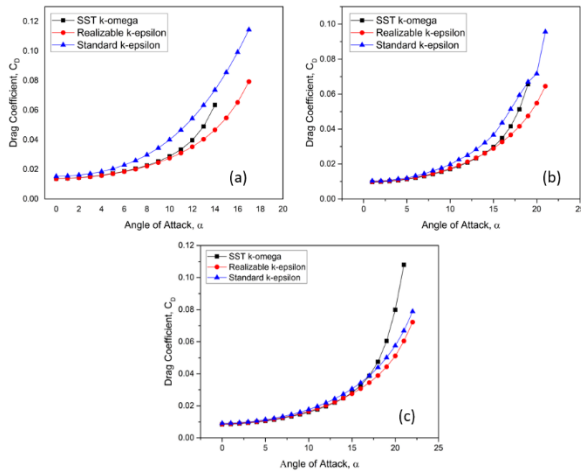 SST k-omega
Realizable k-epsilon
Standard k-epsilon
Drag Coefficient, C_D
0.12
0.10
0.08
0.06
0.04
0.02
0.00
0 2 4 6 8 10 12 14 16 18 20
Angle of Attack, α
(a)
SST k-omega
Realizable k-epsilon
Standard k-epsilon
Drag Coefficient, C_D
0.12
0.10
0.08
0.06
0.04
0.02
0.00
0 5 10 15 20 25
Angle of Attack, α
(b)
SST k-omega
Realizable k-epsilon
Standard k-epsilon
Drag Coefficient, C_D
0.12
0.10
0.08
0.06
0.04
0.02
0.00
0 5 10 15 20 25
Angle of Attack, α
(c)